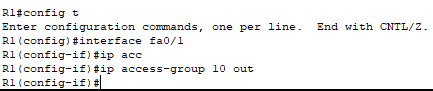 R1#config t
Enter configuration commands, one per line.  End with CNTL/Z.
R1(config)#interface fa0/1
R1(config-if)#ip acc
R1(config-if)#ip access-group 10 out
R1(config-if)#